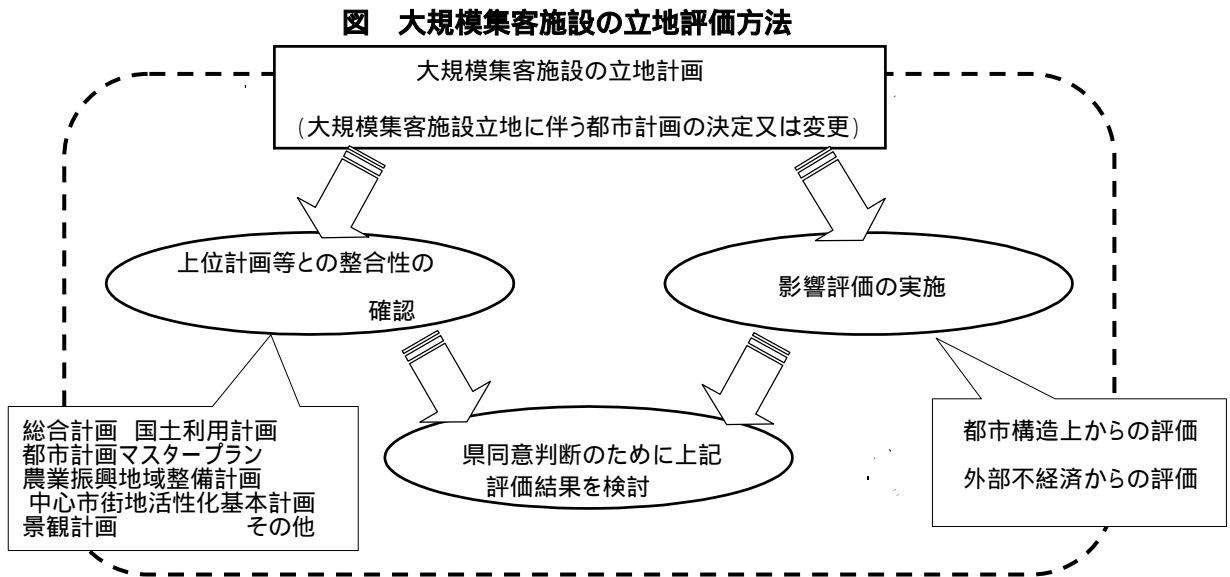 図　大規模集客施設の立地評価方法
大規模集客施設の立地計画
(大規模集客施設立地に伴う都市計画の決定又は変更)
上位計画等との整合性の
確認
影響評価の実施
総合計画　国土利用計画
都市計画マスタープラン
農業振興地域整備計画
中心市街地活性化基本計画
景観計画　　　　　その他
県同意判断のために上記
評価結果を検討
都市構造上からの評価
外部不経済からの評価